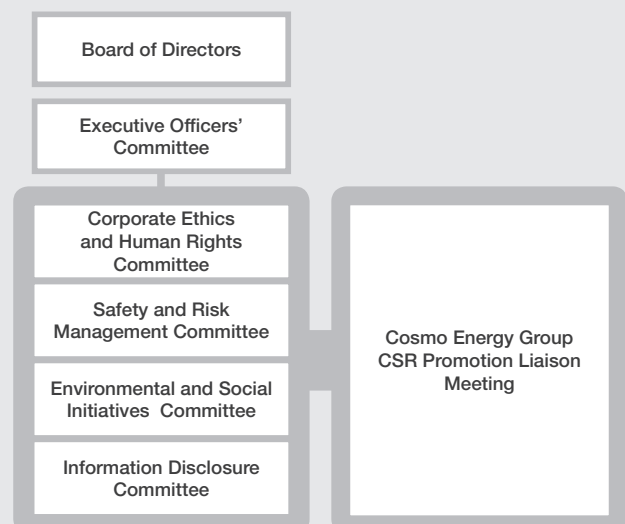 Board of Directors
Executive Officers'
Committee
Corporate Ethics
and Human Rights
Committee
Safety and Risk
Management Committee
Environmental and Social
Initiatives Committee
Information Disclosure
Committee
Cosmo Energy Group
CSR Promotion Liaison
Meeting